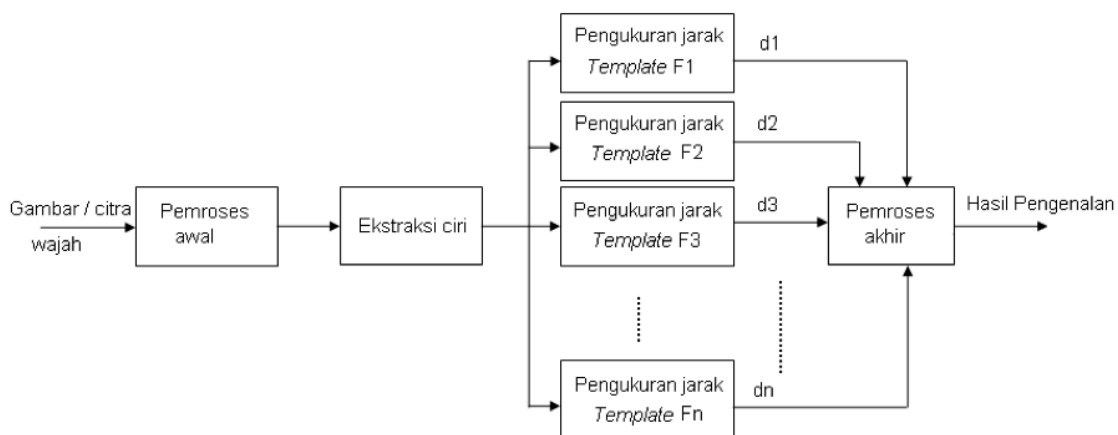 Gambar / citra
wajah
Pemroses
awal
Ekstraksi ciri
Pengukuran jarak
Template F1
d1
Pengukuran jarak
Template F2
d2
Pengukuran jarak
Template F3
d3
Pengukuran jarak
Template Fn
dn
Pemroses
akhir
Hasil Pengenalan